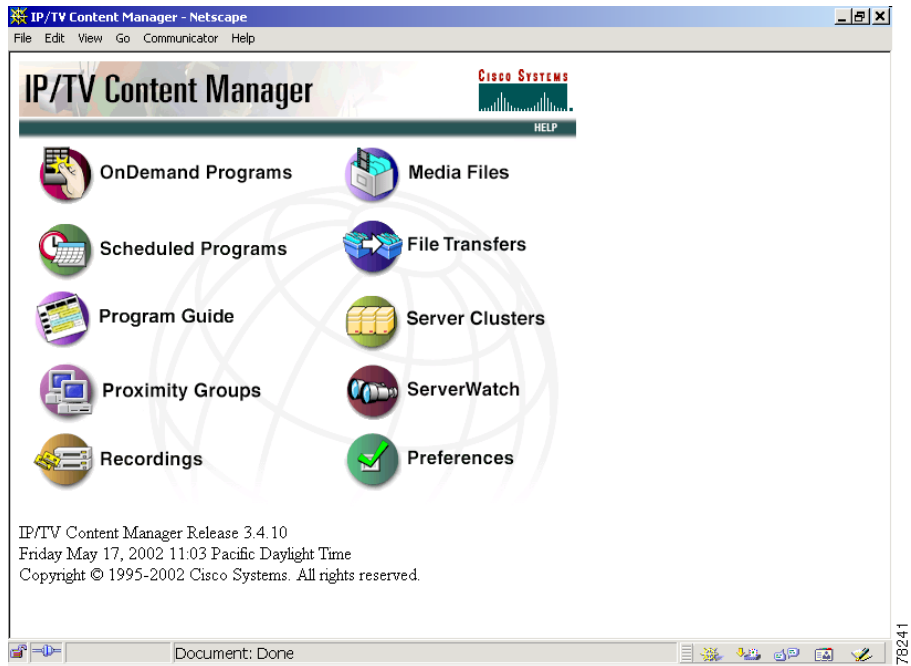 IP/TV Content Manager - Netscape
File Edit View Go Communicator Help
IP/TV Content Manager
CISCO SYSTEMS
HELP
OnDemand Programs
Media Files
Scheduled Programs
File Transfers
Program Guide
Server Clusters
Proximity Groups
ServerWatch
Recordings
Preferences
IP/TV Content Manager Release 3.4.10
Friday May 17, 2002 11:03 Pacific Daylight Time
Copyright © 1995-2002 Cisco Systems. All rights reserved.
Document: Done
78241